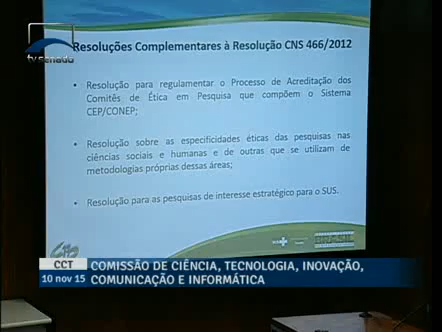 tv senado
Resoluções Complementares à Resolução CNS 466/2012
• Resolução para regulamentar o Processo de Acreditação dos
Comitês de Ética em Pesquisa que compõem o Sistema
CEP/CONEP;
• Resolução sobre as especificidades éticas das pesquisas nas
ciências sociais e humanas e de outras que se utilizam de
metodologias próprias dessas áreas;
• Resolução para as pesquisas de interesse estratégico para o SUS.
BRASIL
CCT
COMISSÃO DE CIÊNCIA, TECNOLOGIA, INOVAÇÃO,
10 nov 15
COMUNICAÇÃO E INFORMÁTICA